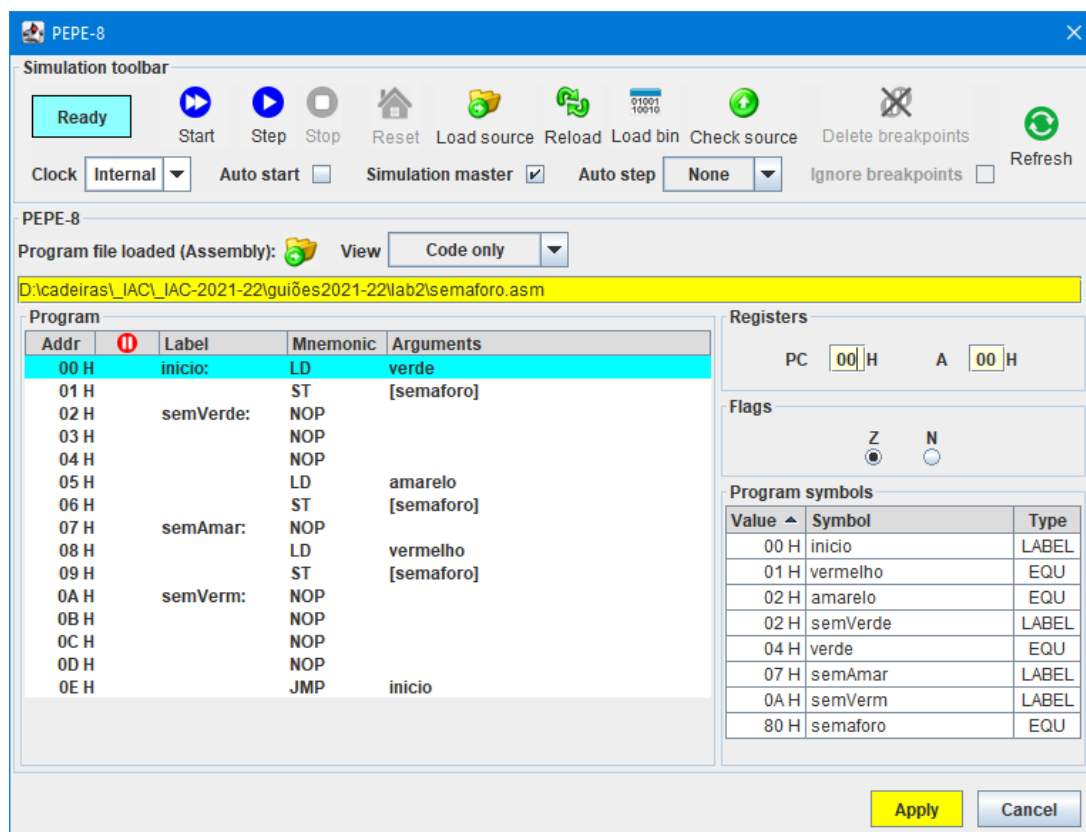 PEPE-8
Simulation toolbar
Ready
Start Step Stop Reset Load source Reload Load bin Check source Delete breakpoints Refresh
01001
10010
Clock Internal Auto start Simulation master Auto step None Ignore breakpoints
PEPE-8
Program file loaded (Assembly): View Code only
D:\cadeiras\_IAC\_IAC-2021-22\guiões2021-22\lab2\semaforo.asm
Program
Addr Label Mnemonic Arguments
00 H inicio: LD verde
01 H ST [semaforo]
02 H semVerde: NOP
03 H NOP
04 H NOP
05 H LD amarelo
06 H ST [semaforo]
07 H semAmar: NOP
08 H LD vermelho
09 H ST [semaforo]
0A H semVerm: NOP
0B H NOP
0C H NOP
0D H NOP
0E H JMP inicio
Registers
PC 00 H A 00 H
Flags
Z N
Program symbols
Value Symbol Type
00 H inicio LABEL
01 H vermelho EQU
02 H amarelo EQU
02 H semVerde LABEL
04 H verde EQU
07 H semAmar LABEL
0A H semVerm LABEL
80 H semaforo EQU
Apply Cancel